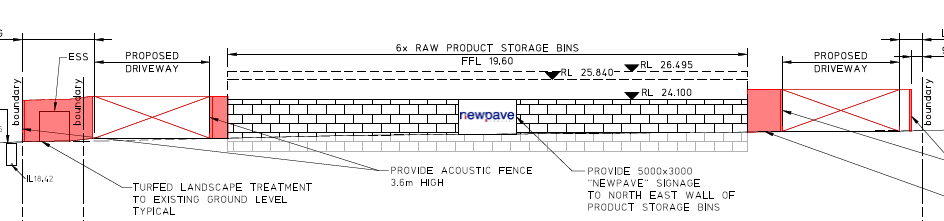 6x RAW PRODUCT STORAGE BINS
FFL 19.60
ESS
PROPOSED
DRIVEWAY
PROPOSED
DRIVEWAY
RL 26.495
RL 25.840
RL 24.100
boundary
boundary
boundary
newpave
IL18.42
PROVIDE ACOUSTIC FENCE
3.6m HIGH
PROVIDE 5000x3000
"NEWPAVE" SIGNAGE
TO NORTH EAST WALL OF
PRODUCT STORAGE BINS
TURFED LANDSCAPE TREATMENT
TO EXISTING GROUND LEVEL
TYPICAL